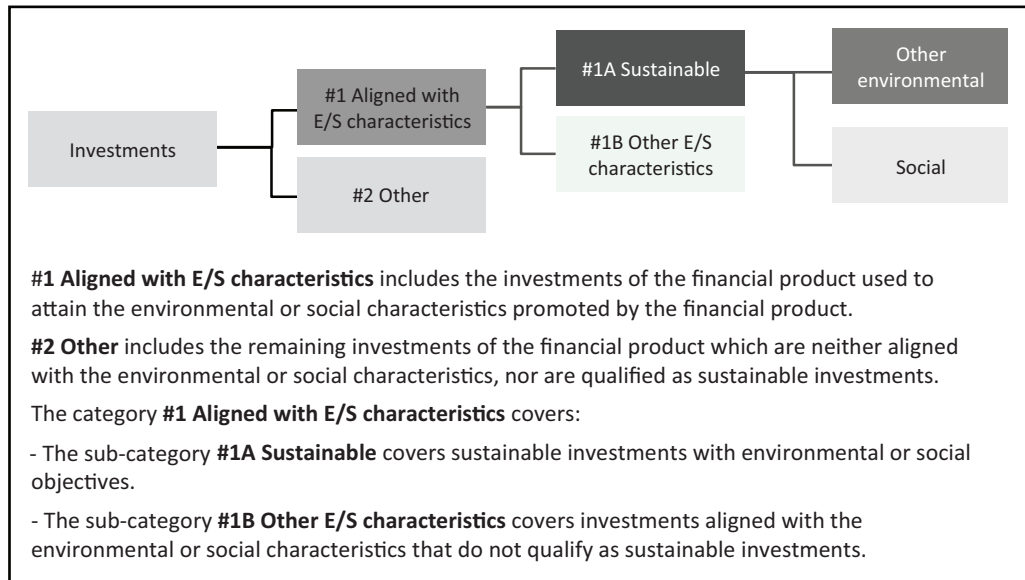 Investments
#1 Aligned with
E/S characteristics
#2 Other
#1A Sustainable
#1B Other E/S
characteristics
Other
environmental
Social
#1 Aligned with E/S characteristics includes the investments of the financial product used to
attain the environmental or social characteristics promoted by the financial product.
#2 Other includes the remaining investments of the financial product which are neither aligned
with the environmental or social characteristics, nor are qualified as sustainable investments.
The category #1 Aligned with E/S characteristics covers:
- The sub-category #1A Sustainable covers sustainable investments with environmental or social
objectives.
- The sub-category #1B Other E/S characteristics covers investments aligned with the
environmental or social characteristics that do not qualify as sustainable investments.